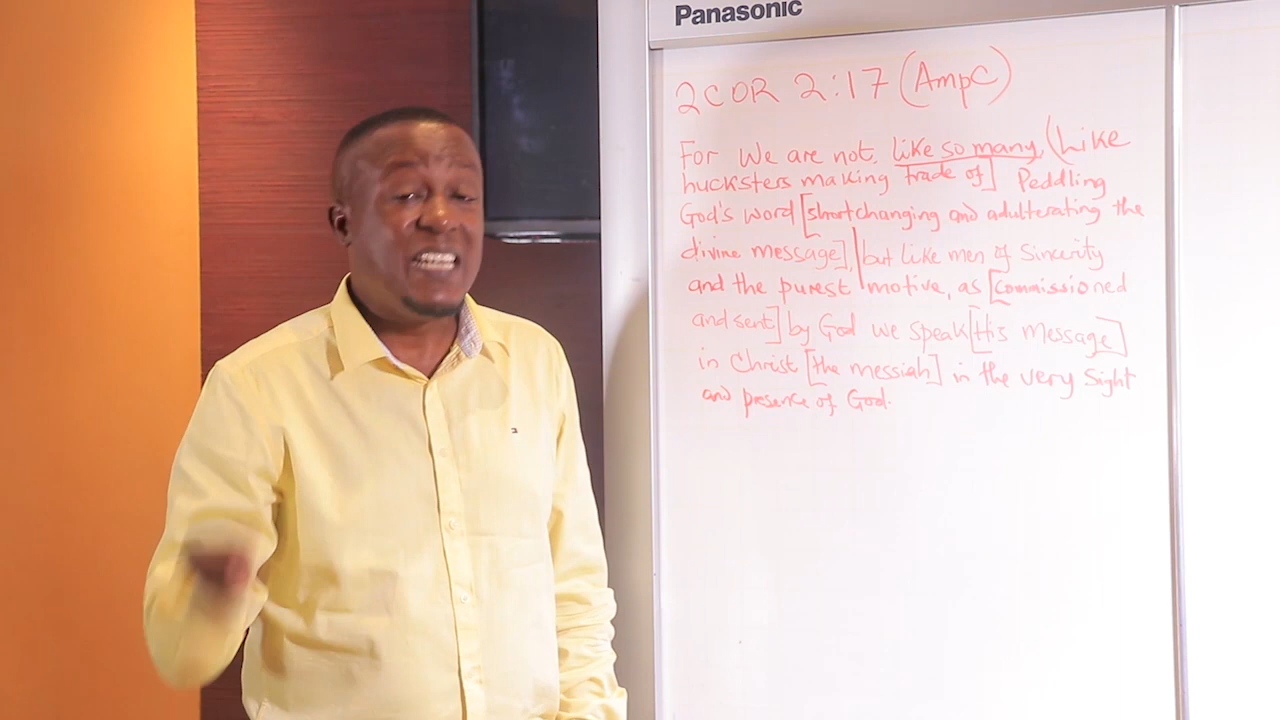 Panasonic
2COR 2:17 (AmpC)
For We are not, like so many, (Like
hucksters making trade of] Peddling
God's word [shortchanging and adulterating the
divine message], but like men of Sincerity
and the purest motive, as [commissioned
and sent] by God we speak [His message]
in Christ [the messiah] in the very Sight
and presence of God.